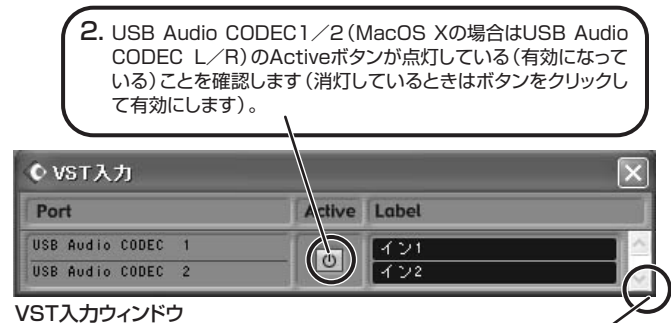 2. USB Audio CODEC1／2（MacOS Xの場合はUSB Audio
CODEC L／R）のActiveボタンが点灯している（有効になって
いる）ことを確認します（消灯しているときはボタンをクリックし
て有効にします）。
VST入力
Port Active Label
USB Audio CODEC 1 イン1
USB Audio CODEC 2 イン2
VST入力ウィンドウ